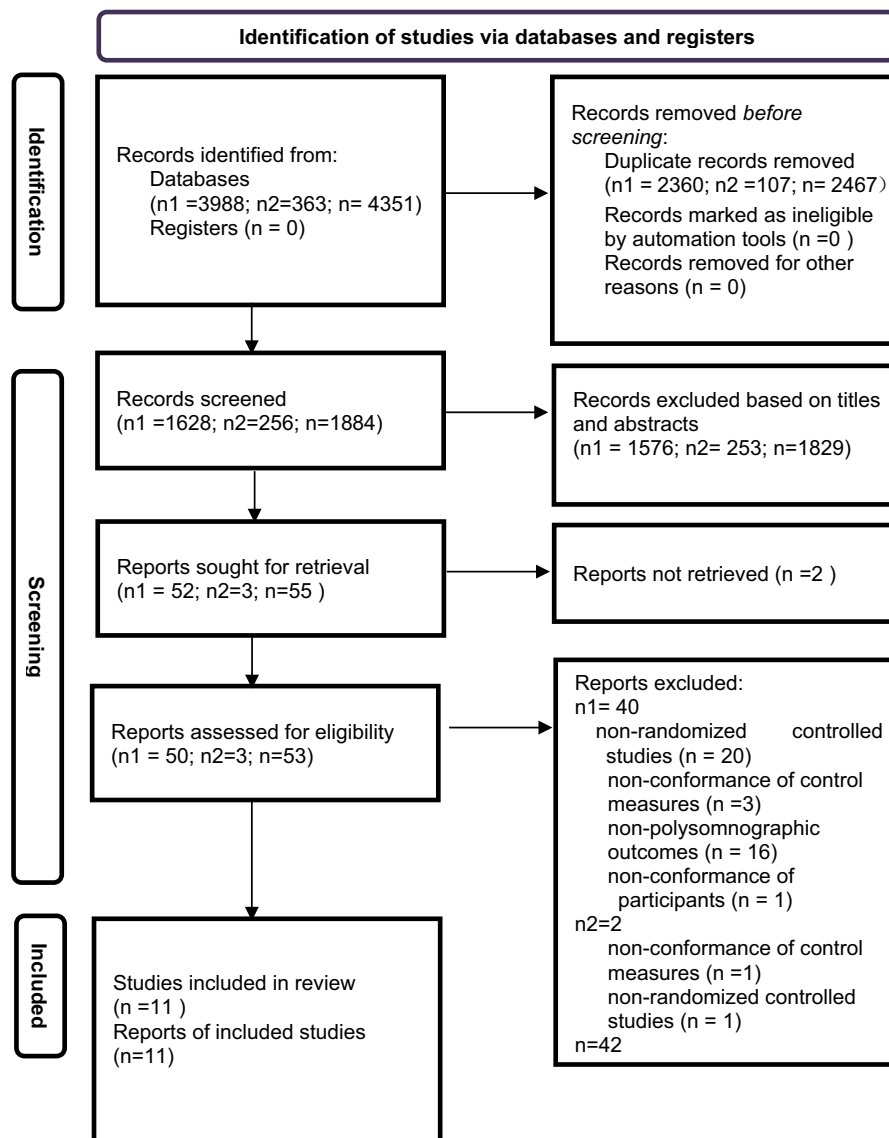 Identification of studies via databases and registers
Identification
Records identified from:
Databases
(n1 =3988; n2=363; n= 4351)
Registers (n = 0)
Records removed before
screening:
Duplicate records removed
(n1 = 2360; n2 =107; n= 2467)
Records marked as ineligible
by automation tools (n =0 )
Records removed for other
reasons (n = 0)
Screening
Records screened
(n1 =1628; n2=256; n=1884)
Records excluded based on titles
and abstracts
(n1 = 1576; n2= 253; n=1829)
Reports sought for retrieval
(n1 = 52; n2=3; n=55 )
Reports not retrieved (n =2 )
Reports assessed for eligibility
(n1 = 50; n2=3; n=53)
Reports excluded:
n1= 40
non-randomized controlled
studies (n = 20)
non-conformance of control
measures (n =3)
non-polysomnographic
outcomes (n = 16)
non-conformance of
participants (n = 1)
n2=2
non-conformance of control
measures (n =1)
non-randomized controlled
studies (n = 1)
n=42
Included
Studies included in review
(n =11 )
Reports of included studies
(n=11)